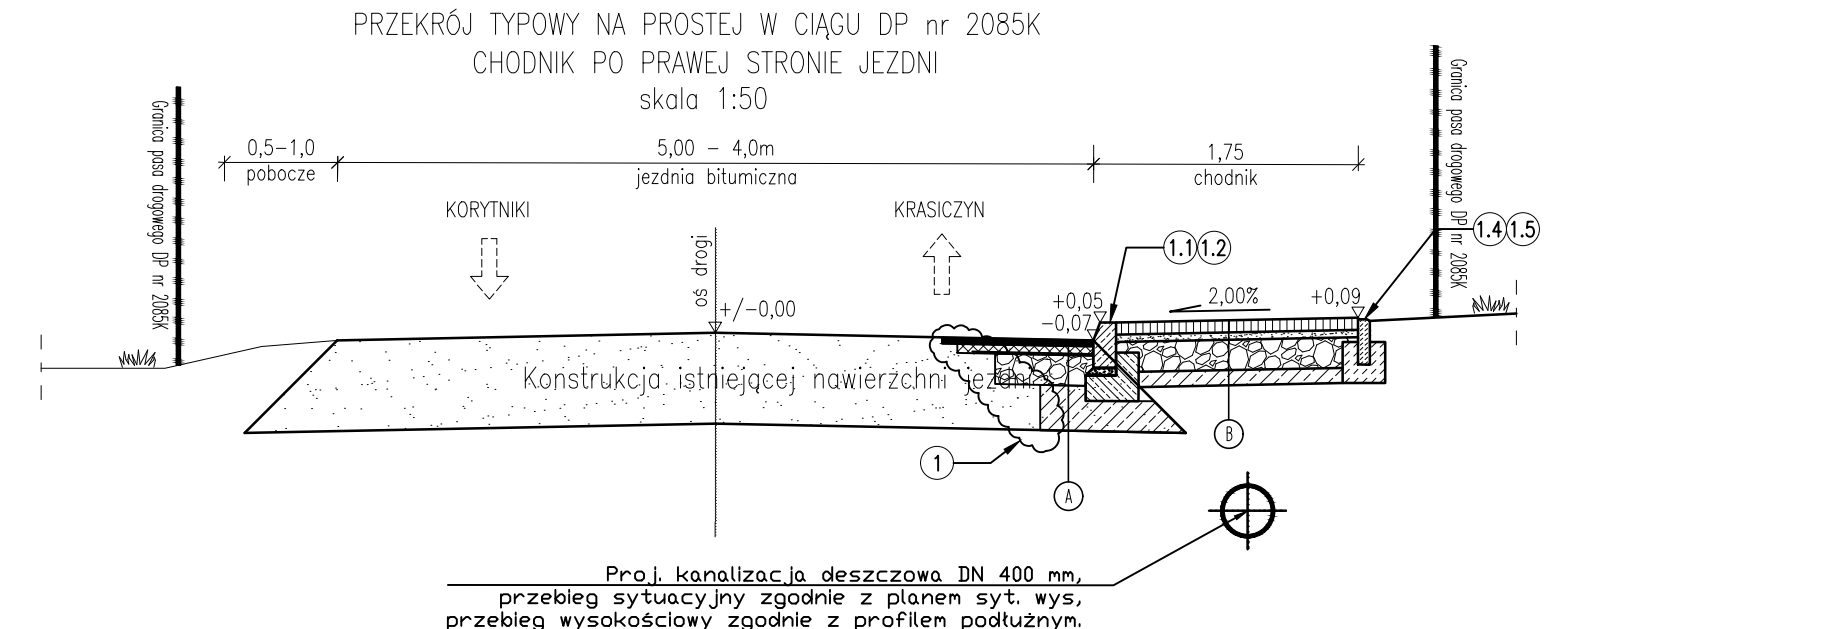 PRZEKRÓJ TYPOWY NA PROSTEJ W CIĄGU DP nr 2085K
CHODNIK PO PRAWEJ STRONIE JEZDNI
skala 1:50
Granica pasa drogowego DP nr 2085K
0,5-1,0
pobocze
5,00 - 4,0m
jezdnia bitumiczna
1,75
chodnik
Granica pasa drogowego DP nr 2085K
KORYTNIKI
KRASICZYN
oś drogi
+/-0,00
1.1 1.2
1.4 1.5
+0,05
-0,07
2,00%
+0,09
Konstrukcja istniejącej nawierzchni jezdni
1
A
B
Proj. kanalizacja deszczowa DN 400 mm,
przebieg sytuacyjny zgodnie z planem syt. wys,
przebieg wysokościowy zgodnie z profilem podłużnym.